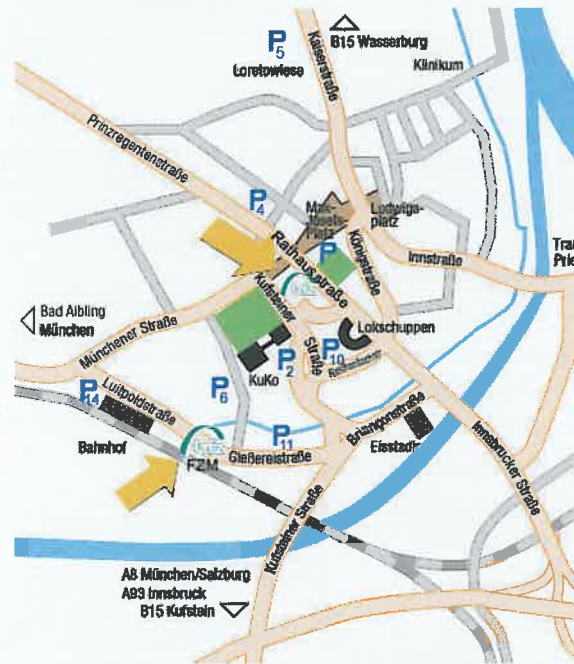 P5
Loretowiese
B15 Wasserburg
Klinikum
Kaiserstraße
Prinzregentenstraße
P4
Max-
Josefs-
Platz
Ludwigs-
platz
Rathausstraße
P
Königstraße
Innstraße
Bad Aibling
München
Münchener Straße
Kufsteiner
Straße
Lokschuppen
P10
P2
KuKo
P6
P14
Luitpoldstraße
Bahnhof
P11
FZM
Gießereistraße
Brianconstraße
Eisstadi
Innsbrucker Straße
Kufsteiner Straße
A8 München/Salzburg
A93 Innsbruck
B15 Kufstein